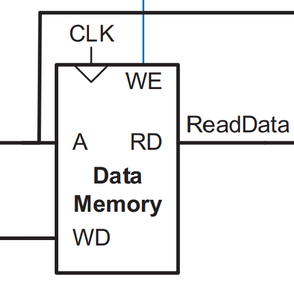 CLK
WE
A RD ReadData
Data
Memory
WD